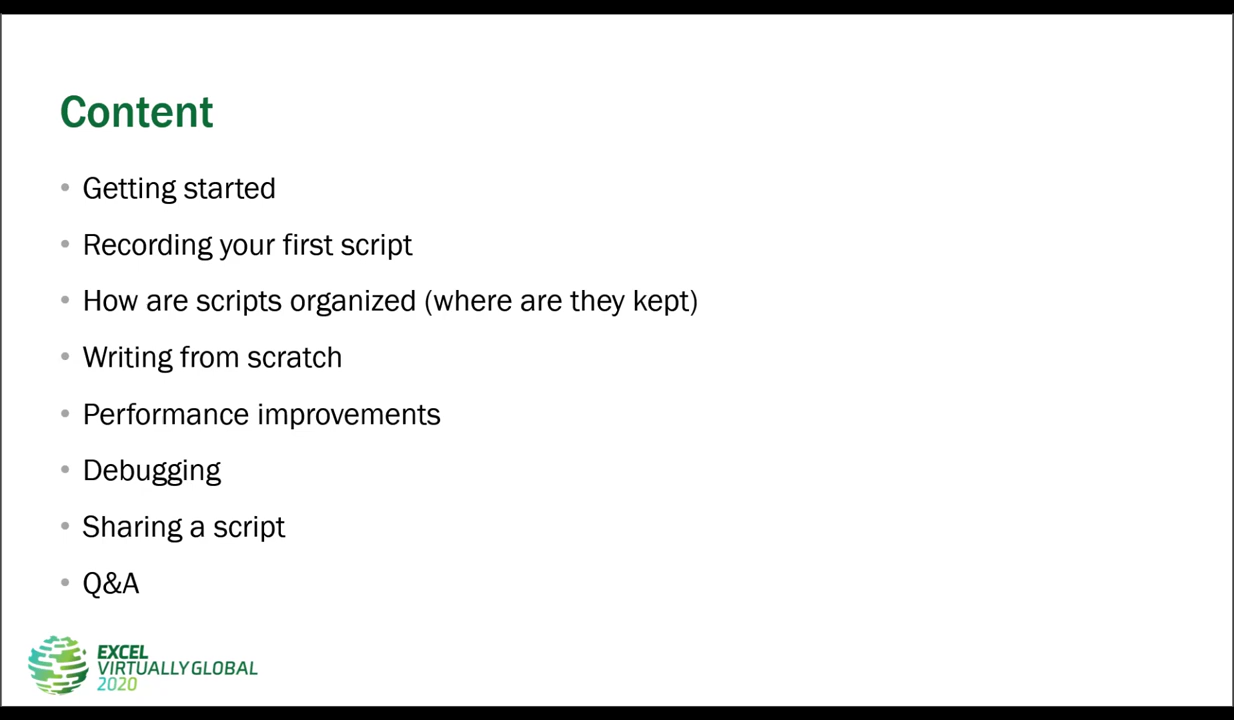 Content
• Getting started
• Recording your first script
• How are scripts organized (where are they kept)
• Writing from scratch
• Performance improvements
• Debugging
• Sharing a script
• Q&A
EXCEL
VIRTUALLY GLOBAL
2020